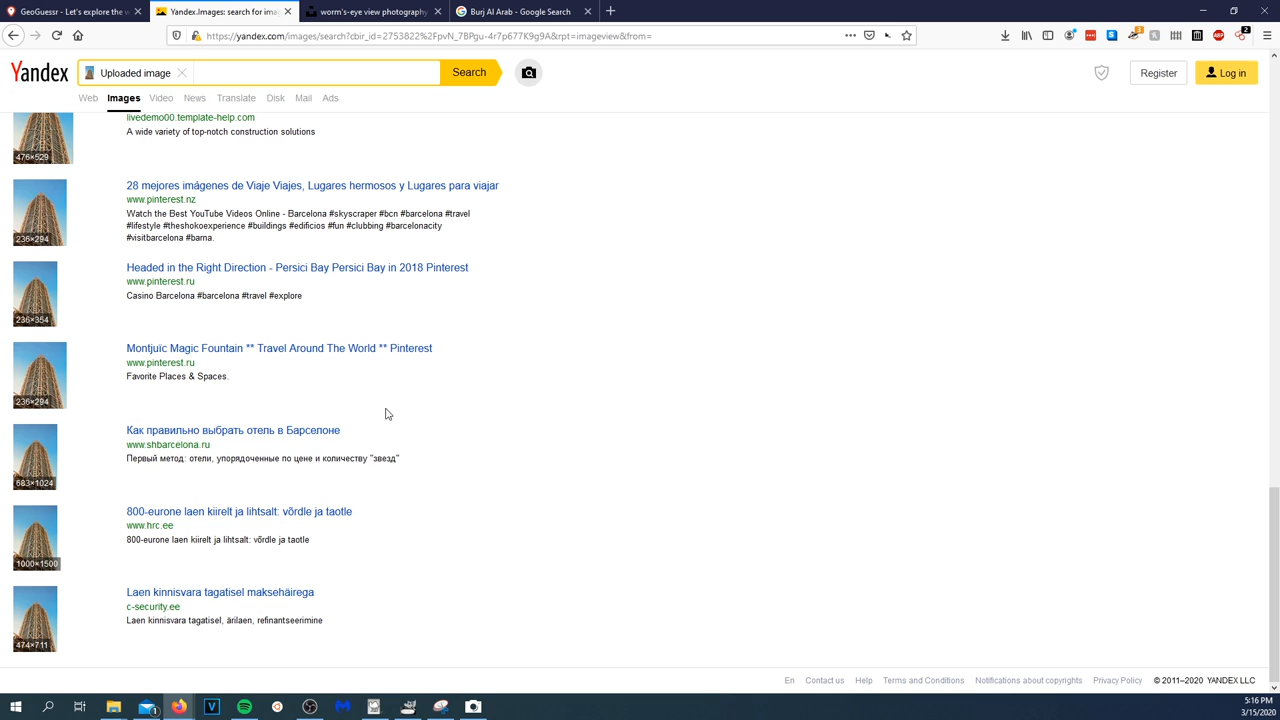 GeoGuessr - Let's explore the w
Yandex.Images: search for ima
worm's-eye view photography
Burj Al Arab - Google Search
https://yandex.com/images/search?cbir_id=2753822%2FpvN_7BPgu-4r7p677K9g9A&rpt=imageview&from=
3
2
Yandex
Uploaded image
Search
Register
Log in
Web Images Video News Translate Disk Mail Ads
livedemo00.template-help.com
A wide variety of top-notch construction solutions
476×529
28 mejores imágenes de Viaje Viajes, Lugares hermosos y Lugares para viajar
www.pinterest.nz
Watch the Best YouTube Videos Online - Barcelona #skyscraper #bcn #barcelona #travel
#lifestyle #theshokoexperience #buildings #edificios #fun #clubbing #barcelonacity
#visitbarcelona #barna.
236×294
Headed in the Right Direction - Persici Bay Persici Bay in 2018 Pinterest
www.pinterest.ru
Casino Barcelona #barcelona #travel #explore
236×354
Montjuïc Magic Fountain ** Travel Around The World ** Pinterest
www.pinterest.ru
Favorite Places & Spaces.
236×294
Как правильно выбрать отель в Барселоне
www.shbarcelona.ru
Первый метод: отели, упорядоченные по цене и количеству "звезд"
683×1024
800-eurone laen kiirelt ja lihtsalt: võrdle ja taotle
www.hrc.ee
800-eurone laen kiirelt ja lihtsalt: võrdle ja taotle
1000×1500
Laen kinnisvara tagatisel maksehäirega
c-security.ee
Laen kinnisvara tagatisel, ärilaen, refinantseerimine
474×711
En Contact us Help Terms and Conditions Notifications about copyrights Privacy Policy © 2011–2020 YANDEX LLC
5:16 PM
3/15/2020